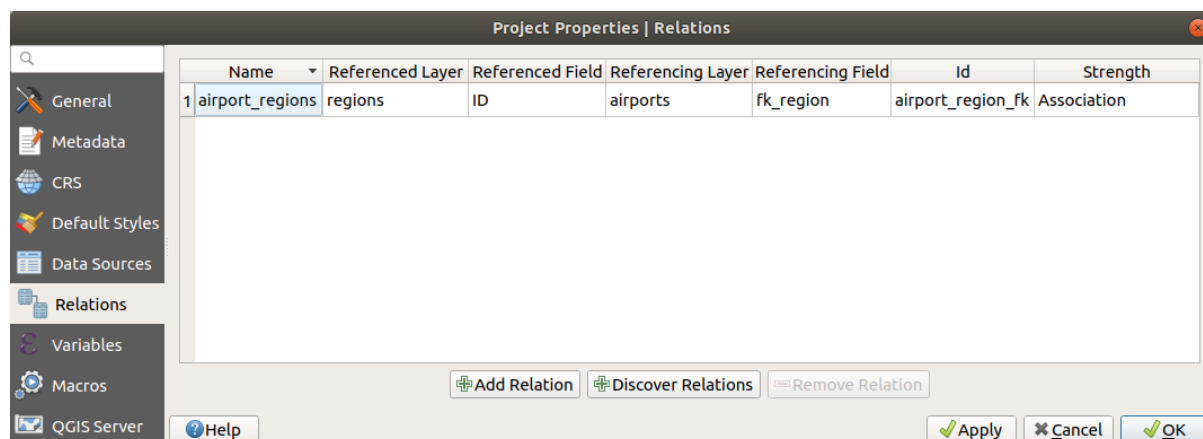 Project Properties | Relations
General
Metadata
CRS
Default Styles
Data Sources
Relations
Variables
Macros
QGIS Server
Name Referenced Layer Referenced Field Referencing Layer Referencing Field Id Strength
1 airport_regions regions ID airports fk_region airport_region_fk Association
Add Relation Discover Relations Remove Relation
Help Apply Cancel OK